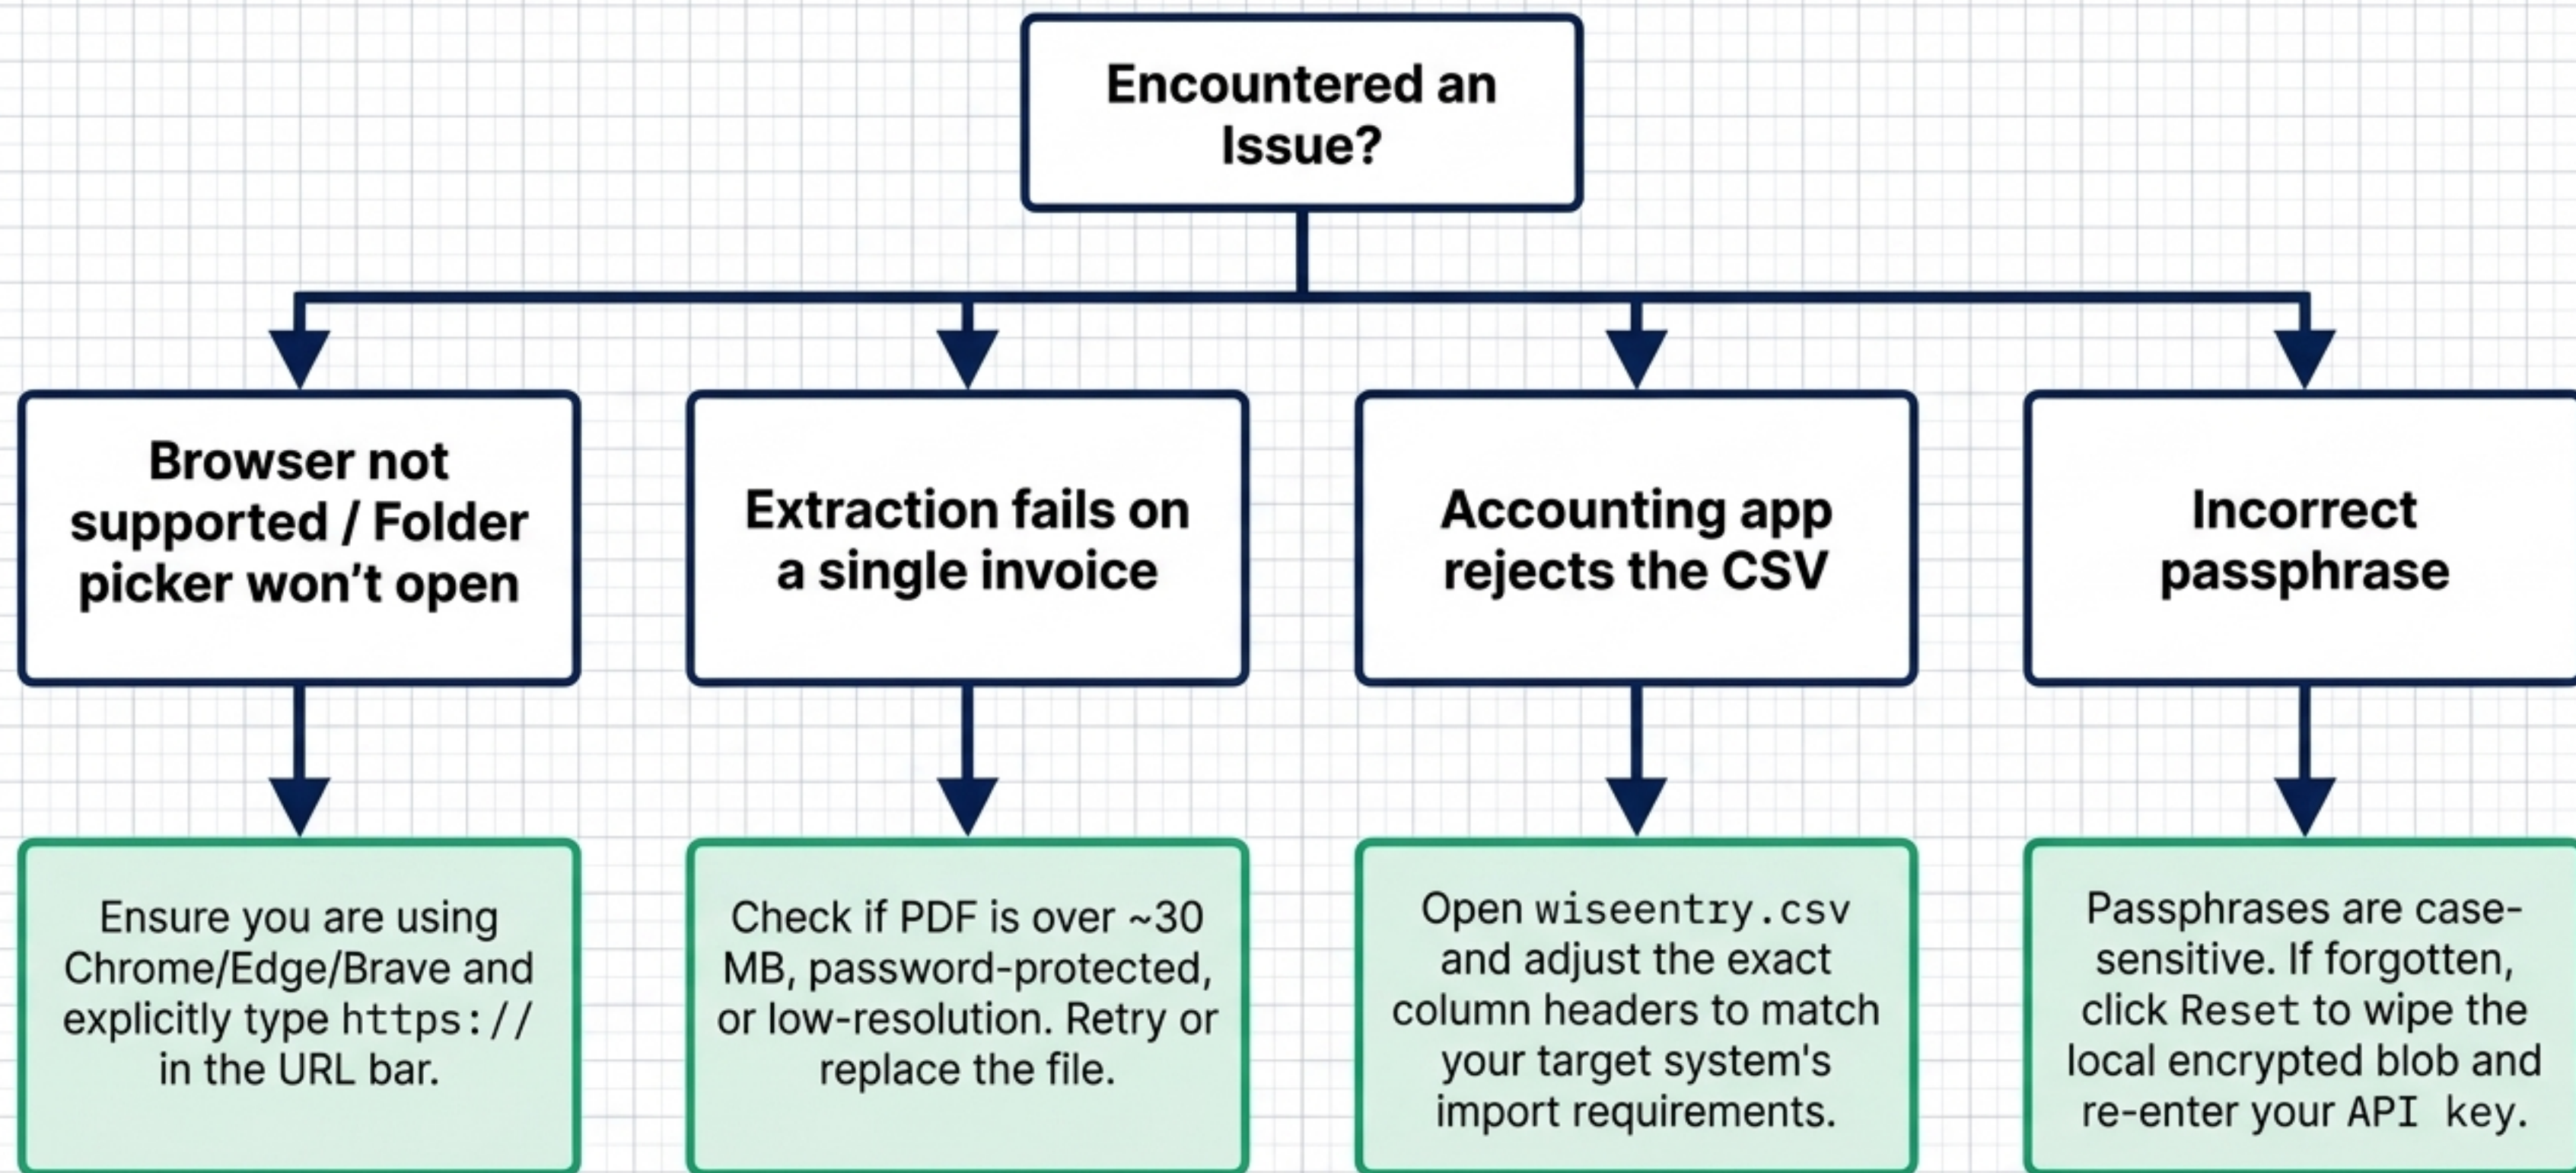 Encountered an
Issue?
Browser not
supported / Folder
picker won’t open
Extraction fails on
a single invoice
Accounting app
rejects the CSV
Incorrect
passphrase
Ensure you are using
Chrome/Edge/Brave and
explicitly type https://
in the URL bar.
Check if PDF is over ~30
MB, password-protected,
or low-resolution. Retry or
replace the file.
Open wiseentry.csv
and adjust the exact
column headers to match
your target system's
import requirements.
Passphrases are case-
sensitive. If forgotten,
click Reset to wipe the
local encrypted blob and
re-enter your API key.